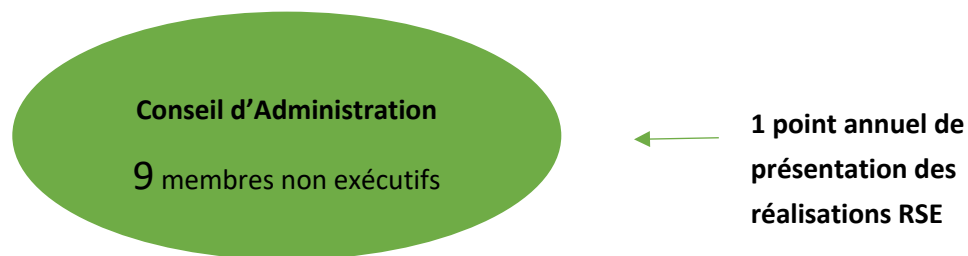 Conseil d’Administration
9 membres non exécutifs
1 point annuel de
présentation des
réalisations RSE